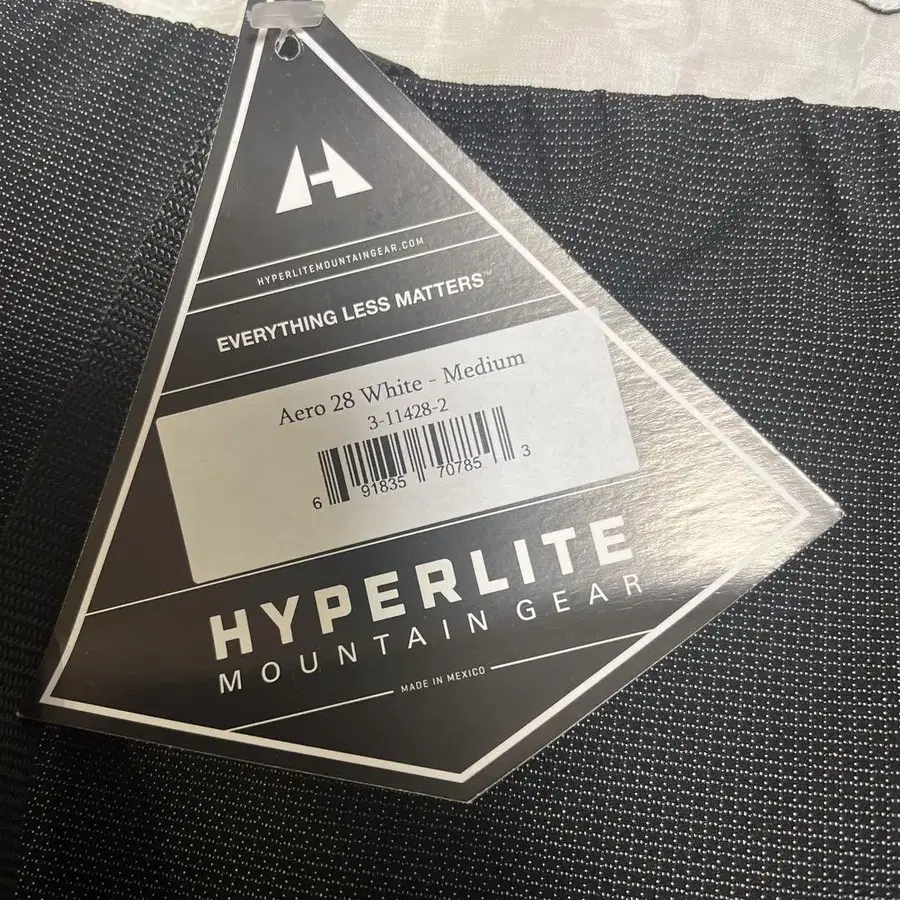 HYPERLITEMOUNTAINGEAR.COM
EVERYTHING LESS MATTERS™
Aero 28 White - Medium
3-11428-2
6 91835 70785 3
HYPERLITE
MOUNTAIN GEAR
MADE IN MEXICO